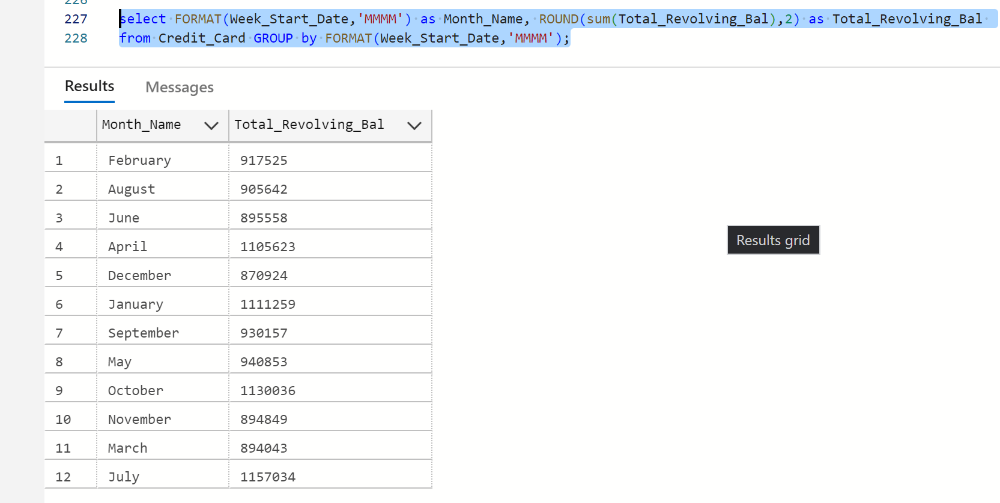 226
227 select FORMAT(Week_Start_Date,'MMMM') as Month_Name, ROUND(sum(Total_Revolving_Bal),2) as Total_Revolving_Bal
228 from Credit_Card GROUP by FORMAT(Week_Start_Date,'MMMM');
Results Messages
Month_Name Total_Revolving_Bal
1 February 917525
2 August 905642
3 June 895558
4 April 1105623
Results grid
5 December 870924
6 January 1111259
7 September 930157
8 May 940853
9 October 1130036
10 November 894849
11 March 894043
12 July 1157034